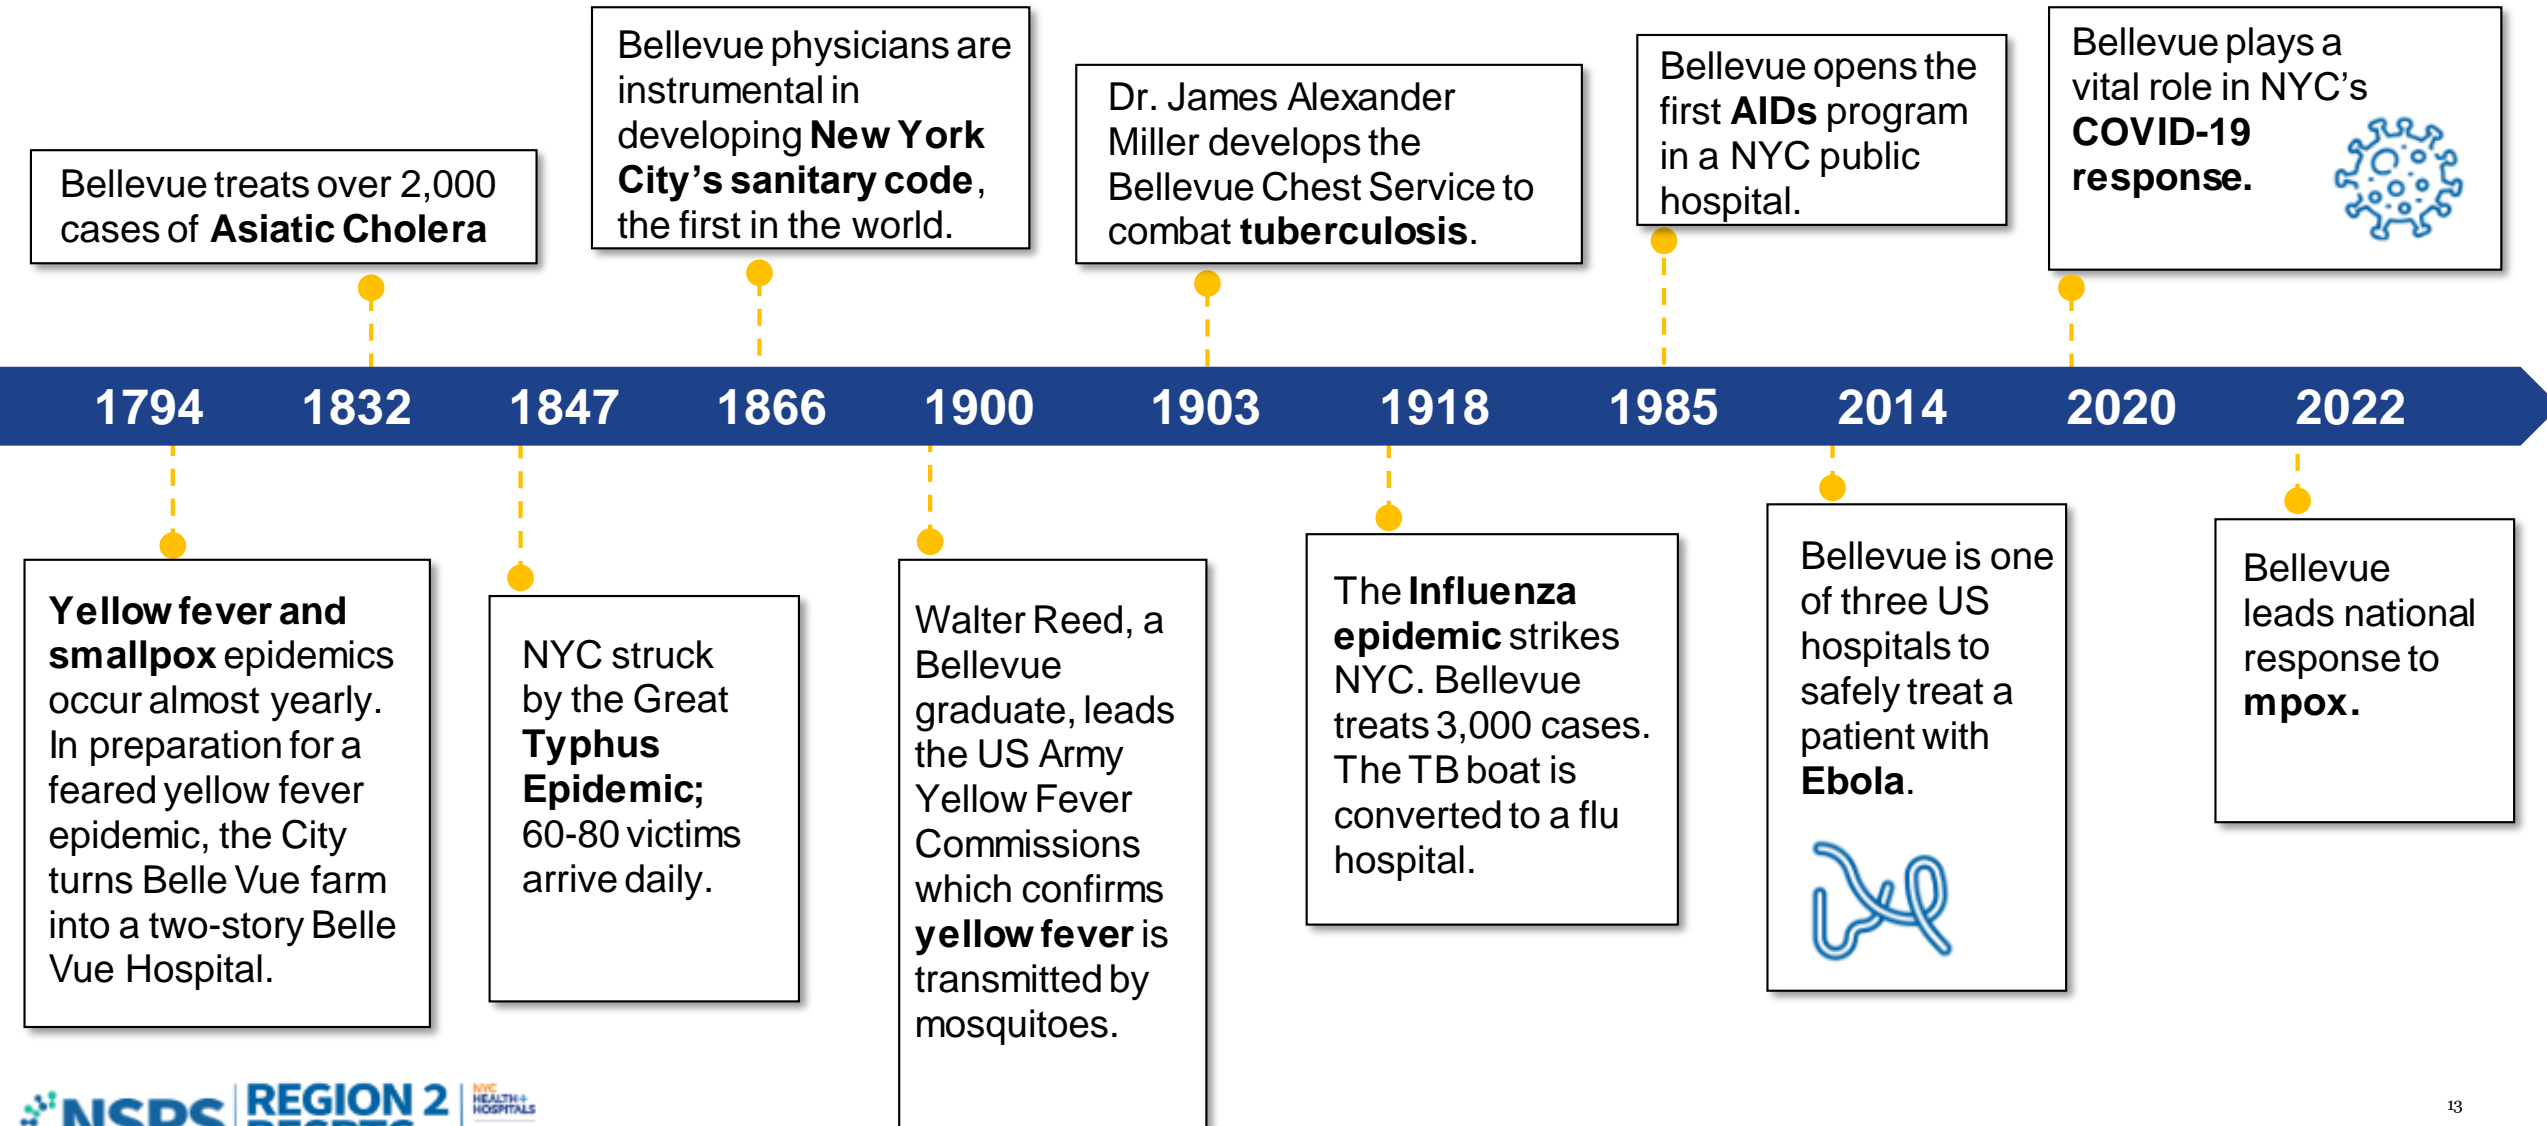 Bellevue treats over 2,000
cases of Asiatic Cholera
Bellevue physicians are
instrumental in
developing New York
City's sanitary code,
the first in the world.
Dr. James Alexander
Miller develops the
Bellevue Chest Service to
combat tuberculosis.
Bellevue opens the
first AIDs program
in a NYC public
hospital.
Bellevue plays a
vital role in NYC's
COVID-19
response.
1794 1832 1847 1866 1900 1903 1918 1985 2014 2020 2022
Yellow fever and
smallpox epidemics
occur almost yearly.
In preparation for a
feared yellow fever
epidemic, the City
turns Belle Vue farm
into a two-story Belle
Vue Hospital.
NYC struck
by the Great
Typhus
Epidemic;
60-80 victims
arrive daily.
Walter Reed, a
Bellevue
graduate, leads
the US Army
Yellow Fever
Commissions
which confirms
yellow fever is
transmitted by
mosquitoes.
The Influenza
epidemic strikes
NYC. Bellevue
treats 3,000 cases.
The TB boat is
converted to a flu
hospital.
Bellevue is one
of three US
hospitals to
safely treat a
patient with
Ebola.
Bellevue
leads national
response to
mpox.
NSPS
REGION 2
NYC
HEALTH+
HOSPITALS
13